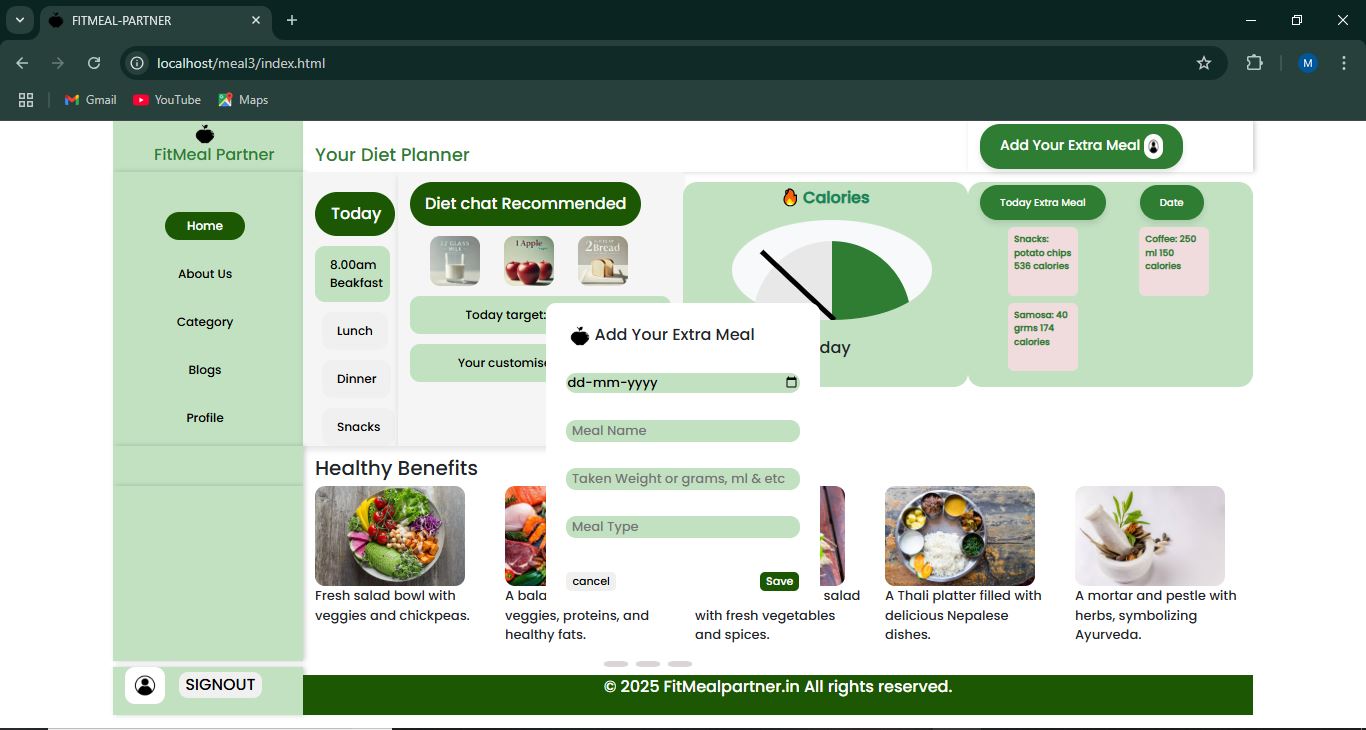 FITMEAL-PARTNER
localhost/meal3/index.html
M
Gmail
YouTube
Maps
FitMeal Partner
Your Diet Planner
Add Your Extra Meal
Home
About Us
Category
Blogs
Profile
SIGNOUT
Today
8.00am
Beakfast
Lunch
Dinner
Snacks
Diet chat Recommended
MILK
1 Apple
2
Bread
Today target:
Your customise
Calories
day
Today Extra Meal
Date
Snacks:
potato chips
536 calories
Coffee: 250
ml 150
calories
Samosa: 40
grms 174
calories
Add Your Extra Meal
dd-mm-yyyy
Meal Name
Taken Weight or grams, ml & etc
Meal Type
cancel
Save
Healthy Benefits
Fresh salad bowl with
veggies and chickpeas.
A bala
veggies, proteins, and
healthy fats.
salad
with fresh vegetables
and spices.
A Thali platter filled with
delicious Nepalese
dishes.
A mortar and pestle with
herbs, symbolizing
Ayurveda.
© 2025 FitMealpartner.in All rights reserved.